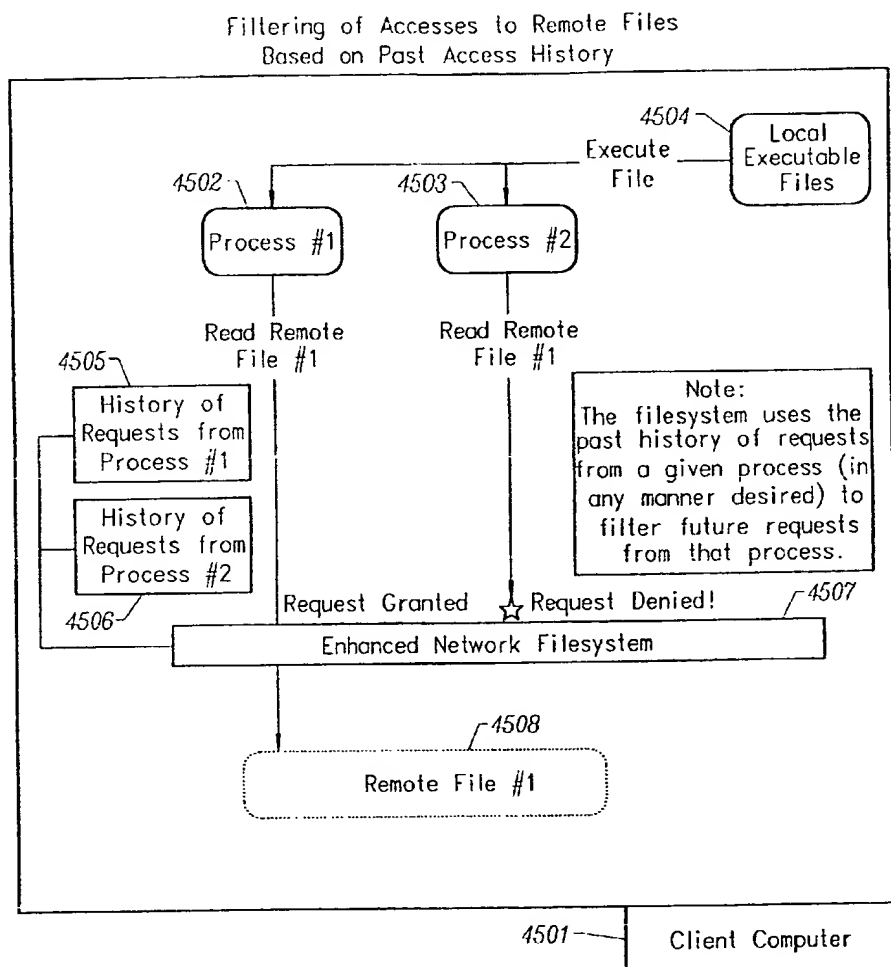 Filtering of Accesses to Remote Files
Based on Past Access History
4504
Local
Executable
Files
Execute
File
4502
4503
Process #1
Process #2
Read Remote
File #1
Read Remote
File #1
4505
History of
Requests from
Process #1
History of
Requests from
Process #2
4506
Note:
The filesystem uses the
past history of requests
from a given process (in
any manner desired) to
filter future requests
from that process.
Request Granted
Request Denied!
4507
Enhanced Network Filesystem
4508
Remote File #1
4501
Client Computer